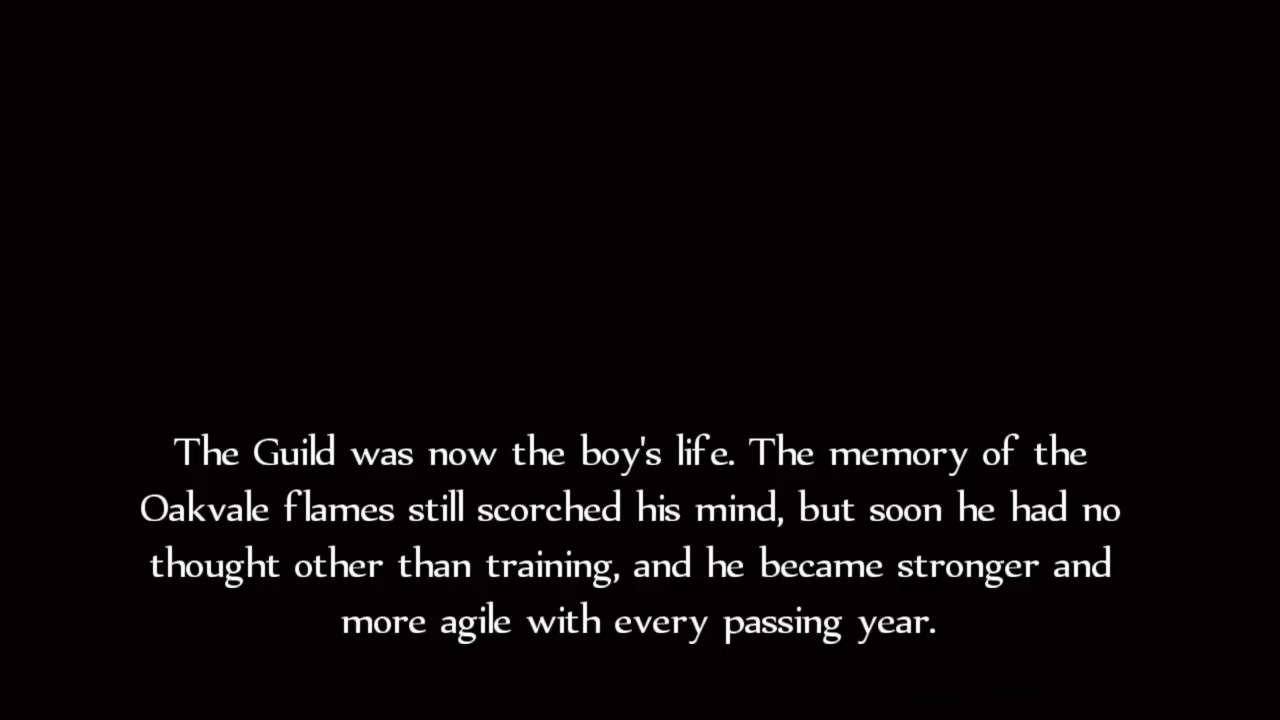 The Guild was now the boy's life. The memory of the
Oakvale flames still scorched his mind, but soon he had no
thought other than training, and he became stronger and
more agile with every passing year.